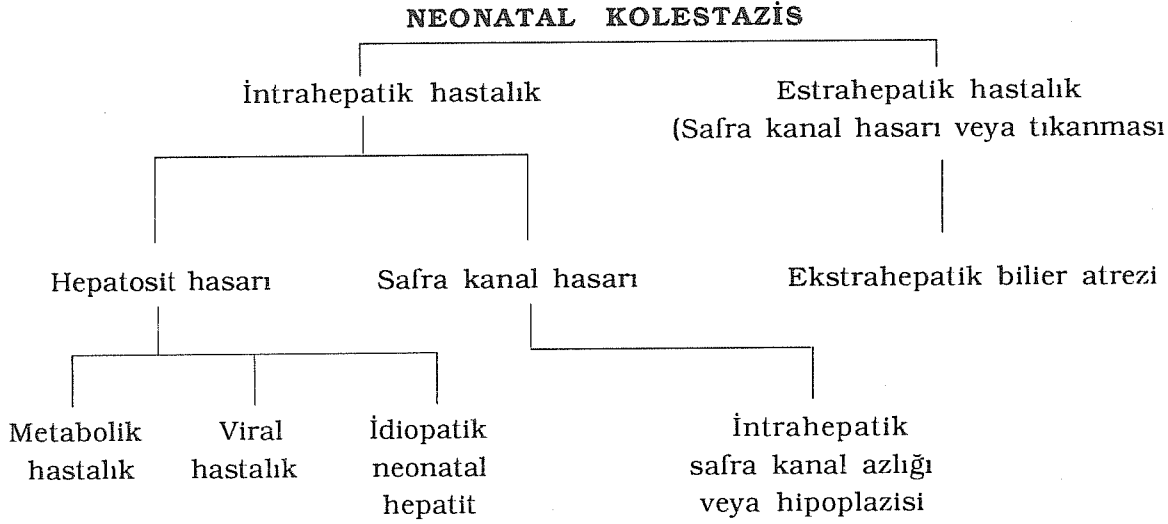 NEONATAL KOLESTAZİS
İntrahepatik hastalık
Estrahepatik hastalık
(Safra kanal hasarı veya tıkanması
Hepatosit hasarı
Safra kanal hasarı
Ekstrahepatik bilier atrezi
Metabolik
hastalık
Viral
hastalık
İdiopatik
neonatal
hepatit
İntrahepatik
safra kanal azlığı
veya hipoplazisi